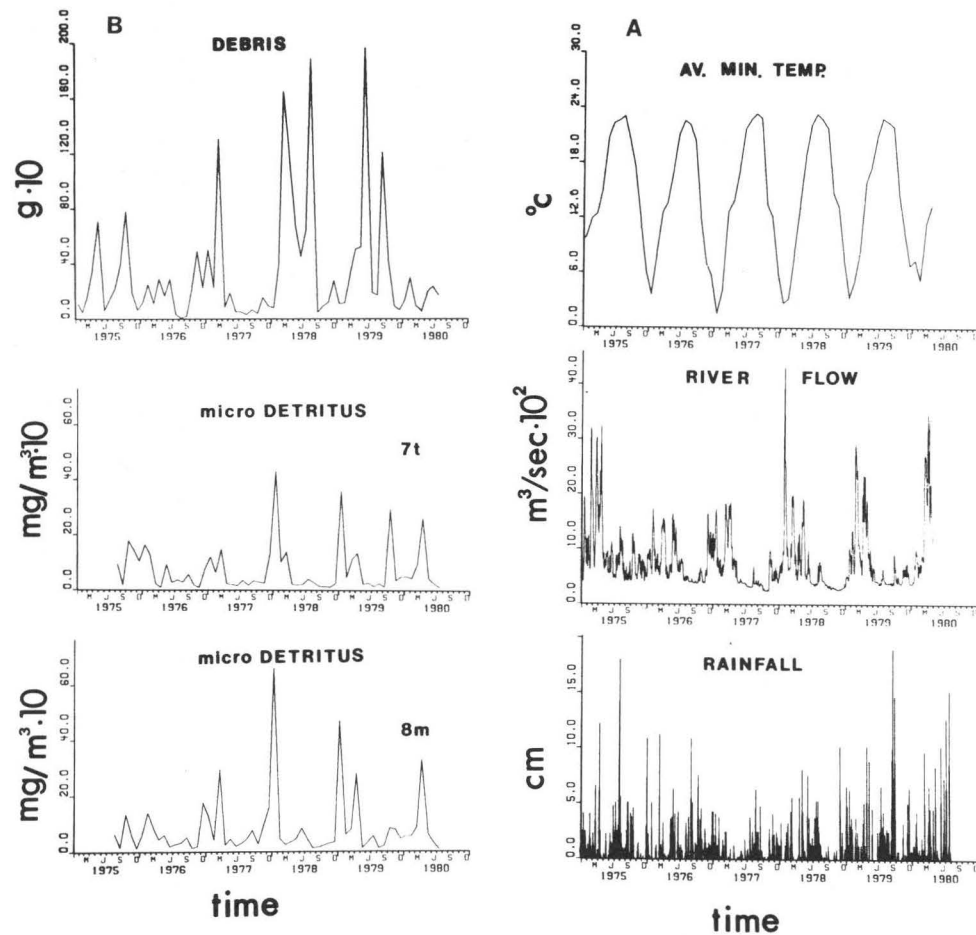 B
DEBRIS
200.0
160.0
120.0
80.0
40.0
0.0
g·10
M J S D M J S D M J S D M J S D M J S D M J S D
1975 1976 1977 1978 1979 1980
micro DETRITUS
7t
60.0
40.0
20.0
0.0
mg/m³·10
M J S D M J S D M J S D M J S D M J S D M J S D
1975 1976 1977 1978 1979 1980
micro DETRITUS
8m
60.0
40.0
20.0
0.0
mg/m³·10
M J S D M J S D M J S D M J S D M J S D M J S D
1975 1976 1977 1978 1979 1980
time
A
AV. MIN. TEMP.
30.0
24.0
18.0
12.0
6.0
0.0
°C
M J S D M J S D M J S D M J S D M J S D M J S D
1975 1976 1977 1978 1979 1980
RIVER FLOW
40.0
30.0
20.0
10.0
0.0
m³/sec·10²
M J S D M J S D M J S D M J S D M J S D M J S D
1975 1976 1977 1978 1979 1980
RAINFALL
15.0
10.0
5.0
0.0
cm
M J S D M J S D M J S D M J S D M J S D M J S D
1975 1976 1977 1978 1979 1980
time